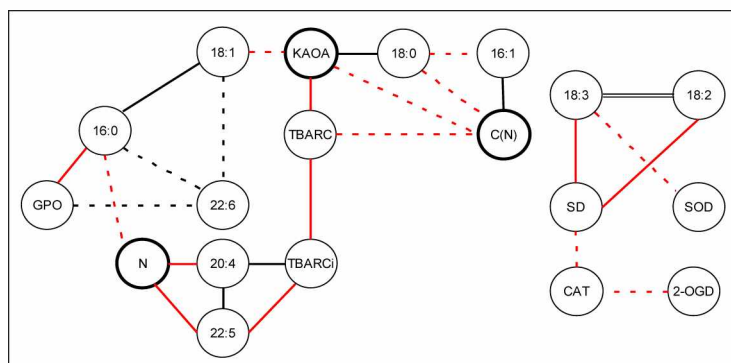 18:1
KAOA
18:0
16:1
18:3
18:2
16:0
TBARC
C(N)
GPO
22:6
SD
SOD
N
20:4
TBARCi
CAT
2-OGD
22:5